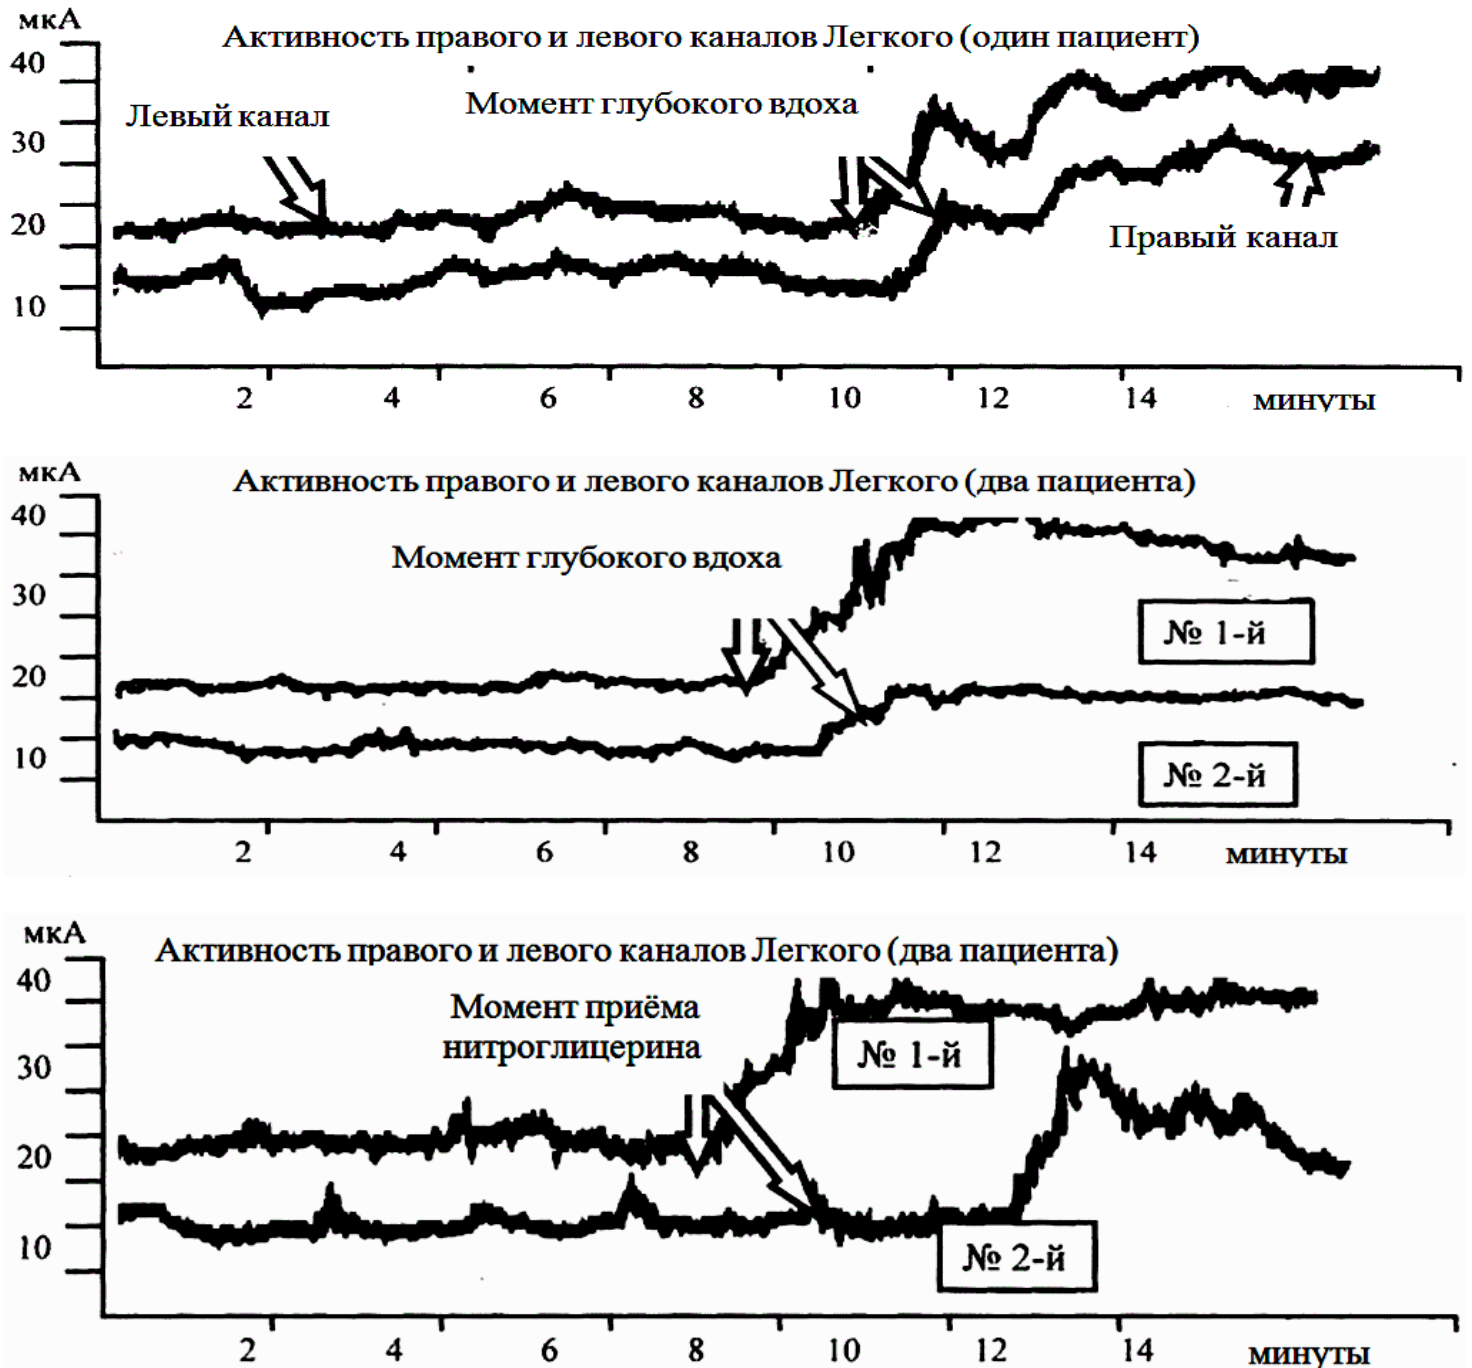 мкА
Активность правого и левого каналов Легкого (один пациент)
40
Момент глубокого вдоха
Левый канал
30
20
Правый канал
10
2 4 6 8 10 12 14 минуты
мкА
Активность правого и левого каналов Легкого (два пациента)
40
Момент глубокого вдоха
30
№ 1-й
20
10
№ 2-й
2 4 6 8 10 12 14 минуты
мкА
Активность правого и левого каналов Легкого (два пациента)
40
Момент приёма
нитроглицерина
№ 1-й
30
20
10
№ 2-й
2 4 6 8 10 12 14 минуты